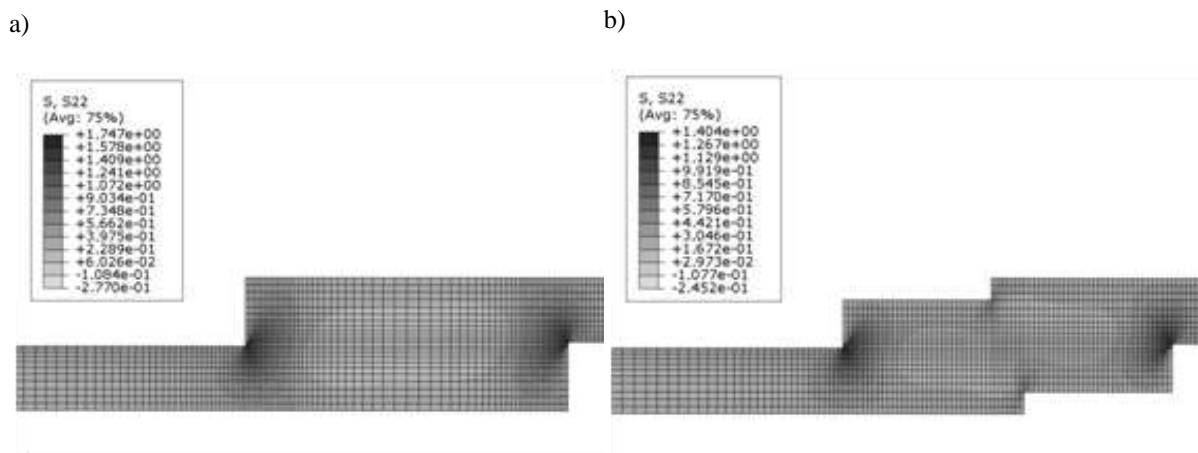 a)
b)
S, S22
(Avg: 75%)
+1.747e+00
+1.578e+00
+1.409e+00
+1.241e+00
+1.072e+00
+9.034e-01
+7.348e-01
+5.662e-01
+3.975e-01
+2.289e-01
+6.026e-02
-1.084e-01
-2.770e-01
S, S22
(Avg: 75%)
+1.404e+00
+1.267e+00
+1.129e+00
+9.919e-01
+8.545e-01
+7.170e-01
+5.796e-01
+4.421e-01
+3.046e-01
+1.672e-01
+2.973e-02
-1.077e-01
-2.452e-01